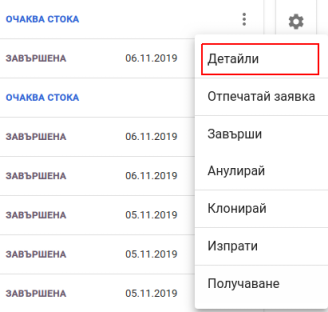 ОЧАКВА СТОКА
ЗАВЪРШЕНА 06.11.2019
ОЧАКВА СТОКА
ЗАВЪРШЕНА 06.11.2019
ЗАВЪРШЕНА 06.11.2019
ЗАВЪРШЕНА 05.11.2019
ЗАВЪРШЕНА 05.11.2019
ЗАВЪРШЕНА 05.11.2019
Детайли
Отпечатай заявка
Завърши
Анулирай
Клонирай
Изпрати
Получаване